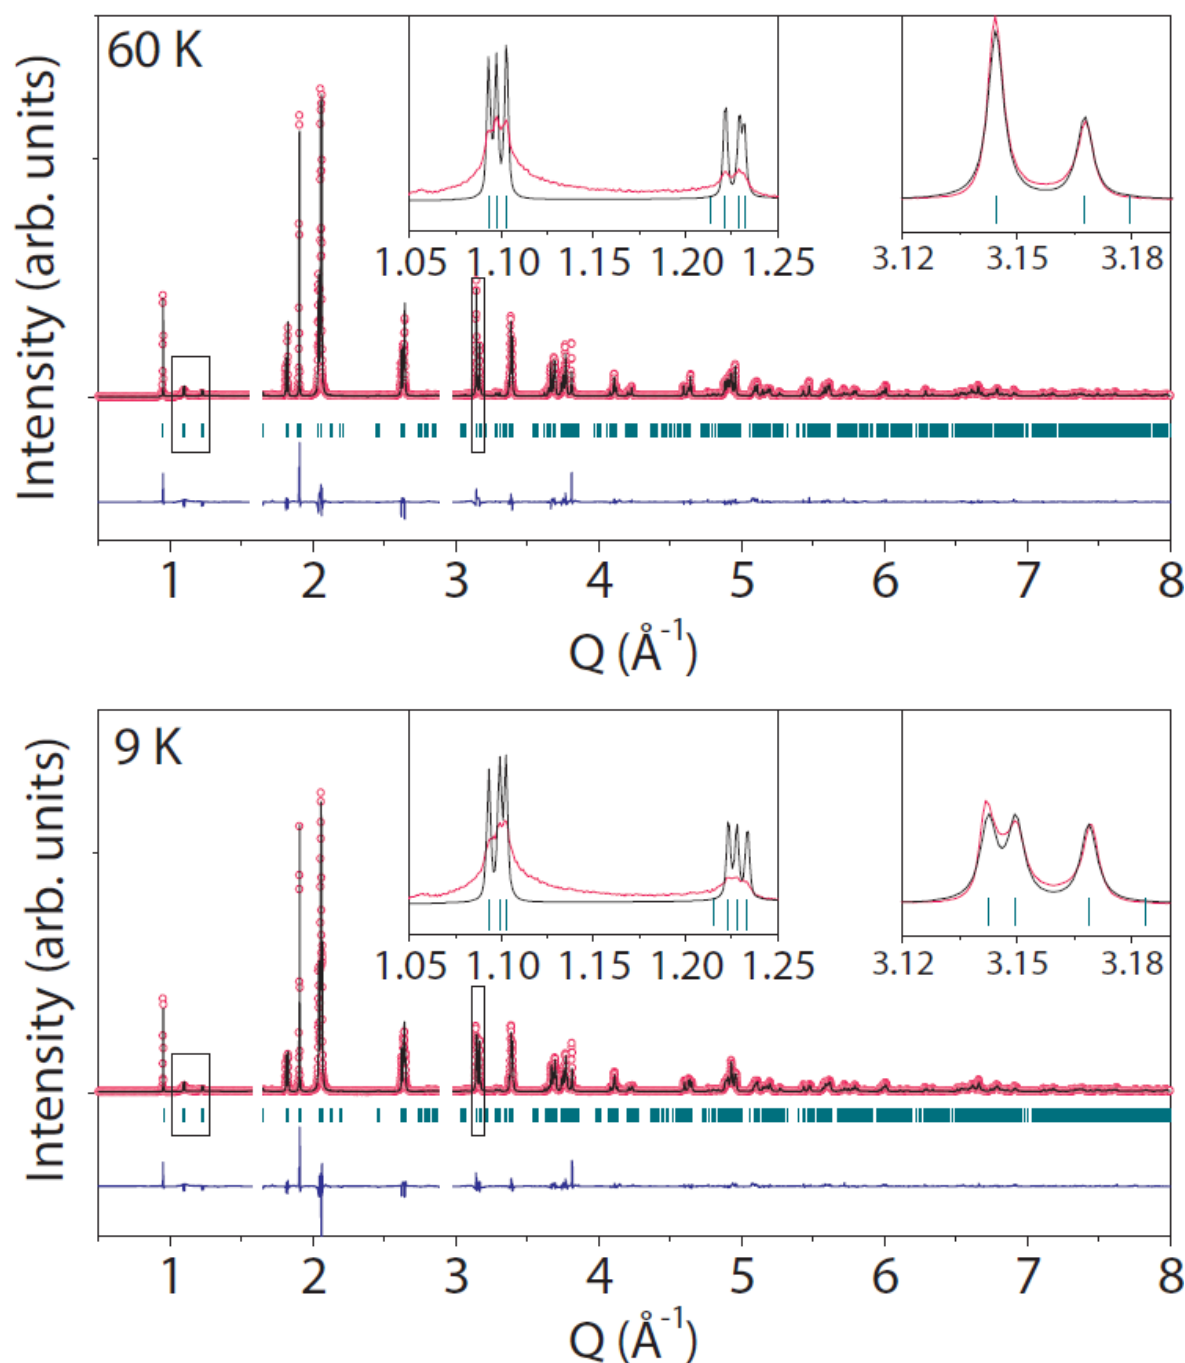 60 K
Intensity (arb. units)
1.05 1.10 1.15 1.20 1.25
3.12 3.15 3.18
1 2 3 4 5 6 7 8
Q (Å⁻¹)
9 K
Intensity (arb. units)
1.05 1.10 1.15 1.20 1.25
3.12 3.15 3.18
1 2 3 4 5 6 7 8
Q (Å⁻¹)